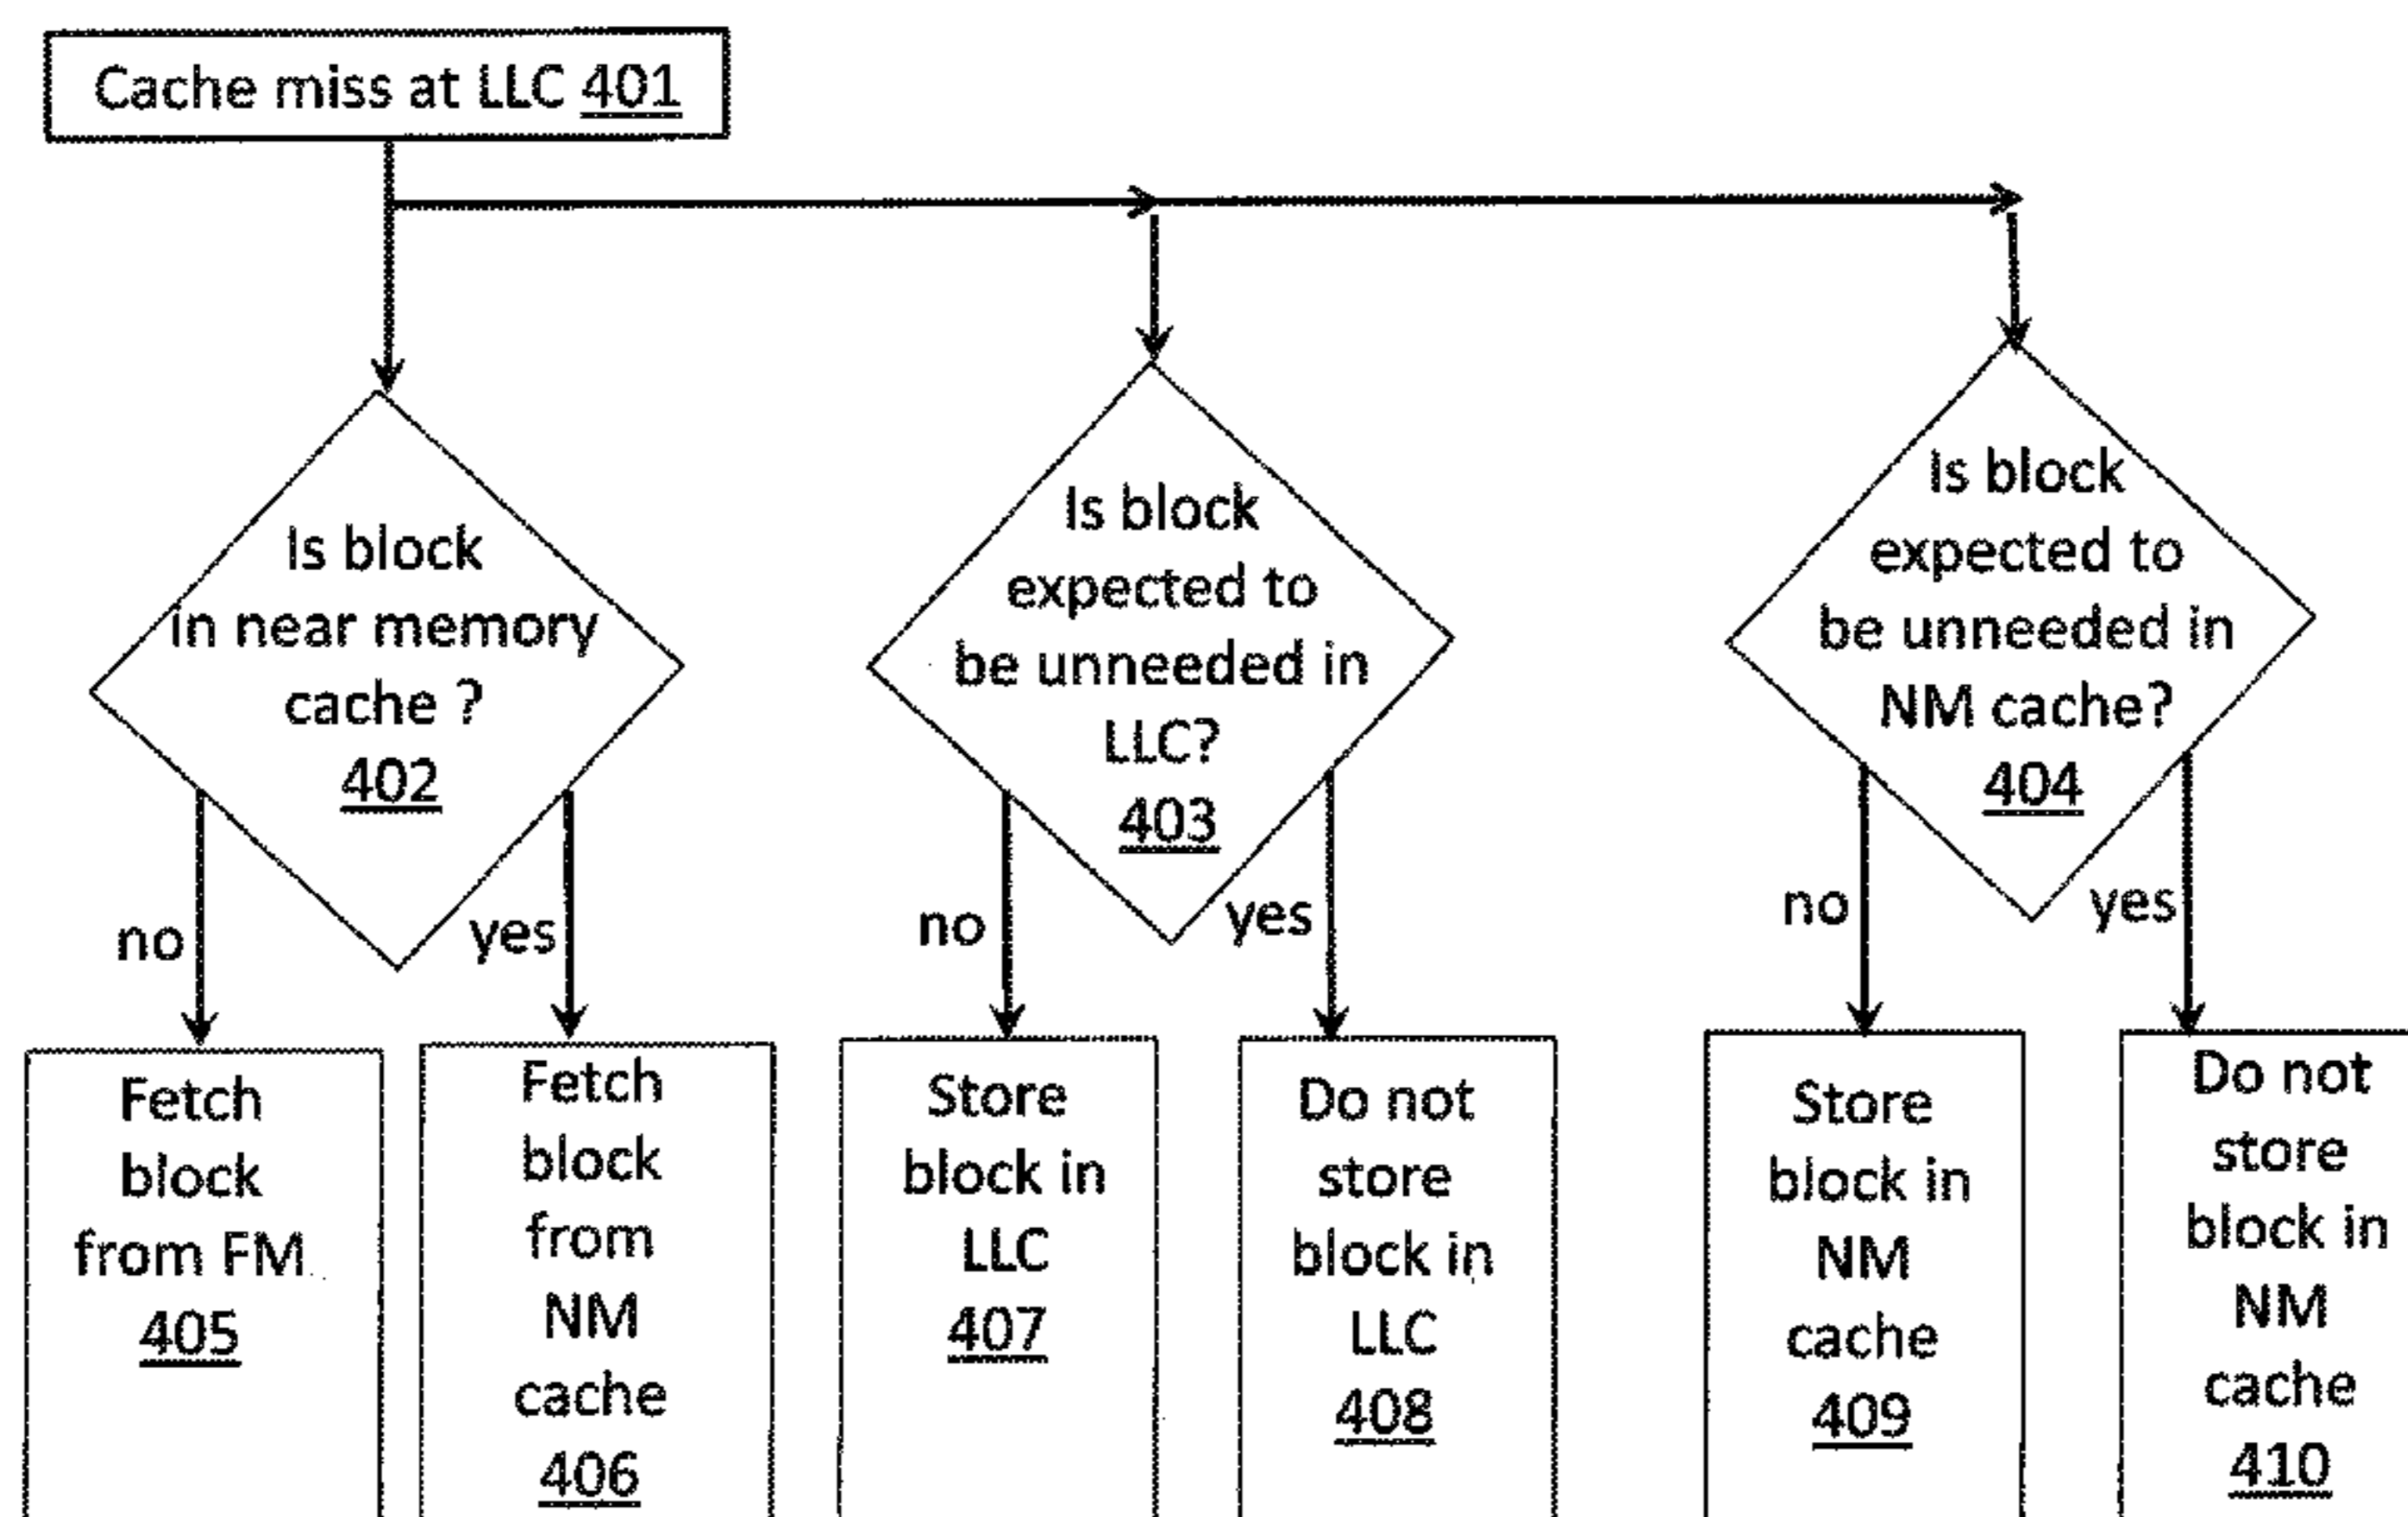 Cache miss at LLC 401
Is block
in near memory
cache ?
402
Is block
expected to
be unneeded in
LLC?
403
Is block
expected to
be unneeded in
NM cache?
404
no
yes
no
yes
no
yes
Fetch
block
from FM
405
Fetch
block
from
NM
cache
406
Store
block in
LLC
407
Do not
store
block in
LLC
408
Store
block in
NM
cache
409
Do not
store
block in
NM
cache
410